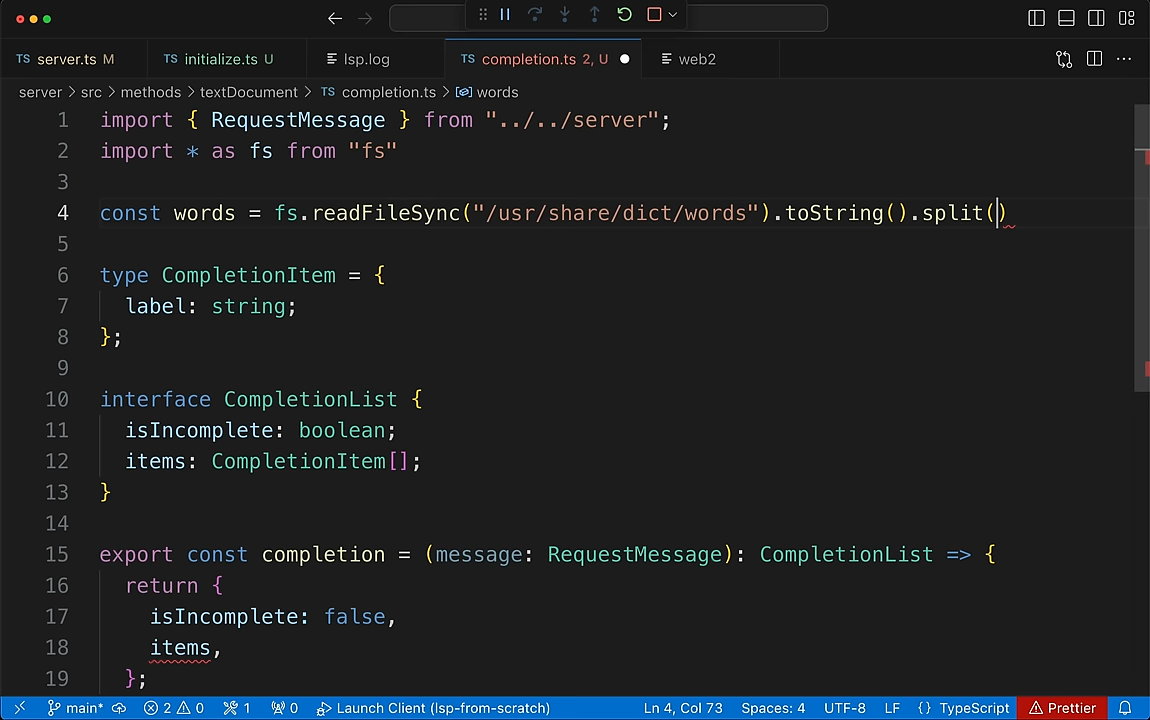 TS server.ts M TS initialize.ts U lsp.log TS completion.ts 2, U web2
server > src > methods > textDocument > TS completion.ts > words
1 import { RequestMessage } from "../../server";
2 import * as fs from "fs"
3
4 const words = fs.readFileSync("/usr/share/dict/words").toString().split()
5
6 type CompletionItem = {
7 label: string;
8 };
9
10 interface CompletionList {
11 isIncomplete: boolean;
12 items: CompletionItem[];
13 }
14
15 export const completion = (message: RequestMessage): CompletionList => {
16 return {
17 isIncomplete: false,
18 items,
19 };
main* 2 0 1 0 Launch Client (lsp-from-scratch) Ln 4, Col 73 Spaces: 4 UTF-8 LF {} TypeScript Prettier